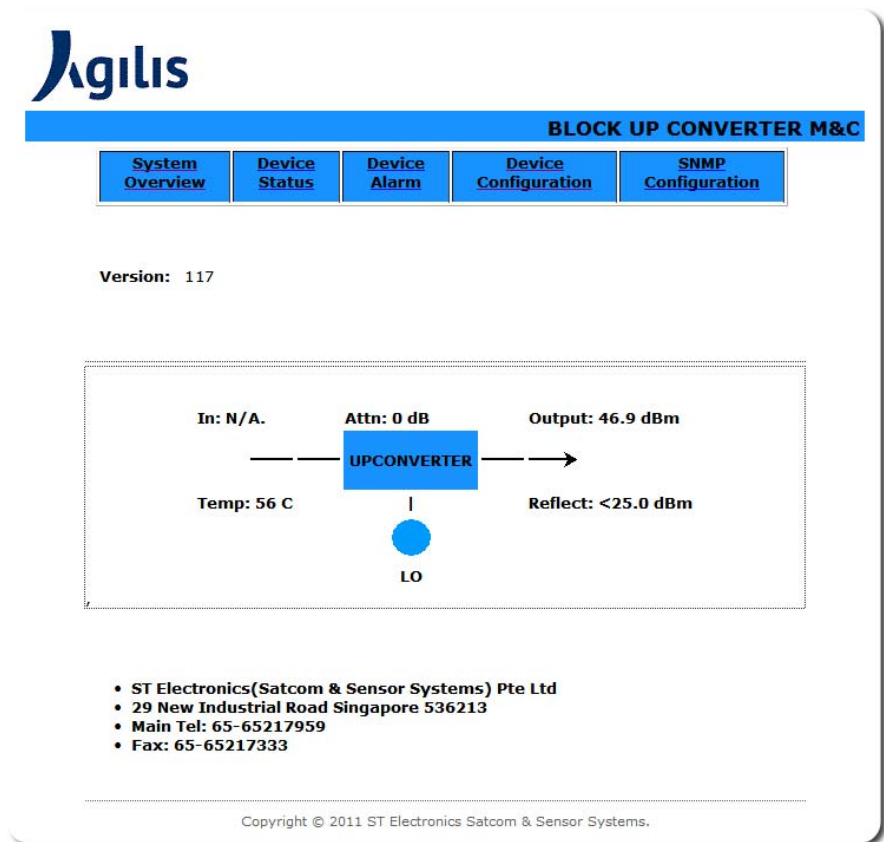 Agilis
BLOCK UP CONVERTER M&C
System Overview
Device Status
Device Alarm
Device Configuration
SNMP Configuration
Version: 117
In: N/A. Attn: 0 dB Output: 46.9 dBm
UPCONVERTER
Temp: 56 C Reflect: <25.0 dBm
LO
,
• ST Electronics(Satcom & Sensor Systems) Pte Ltd
• 29 New Industrial Road Singapore 536213
• Main Tel: 65-65217959
• Fax: 65-65217333
Copyright © 2011 ST Electronics Satcom & Sensor Systems.